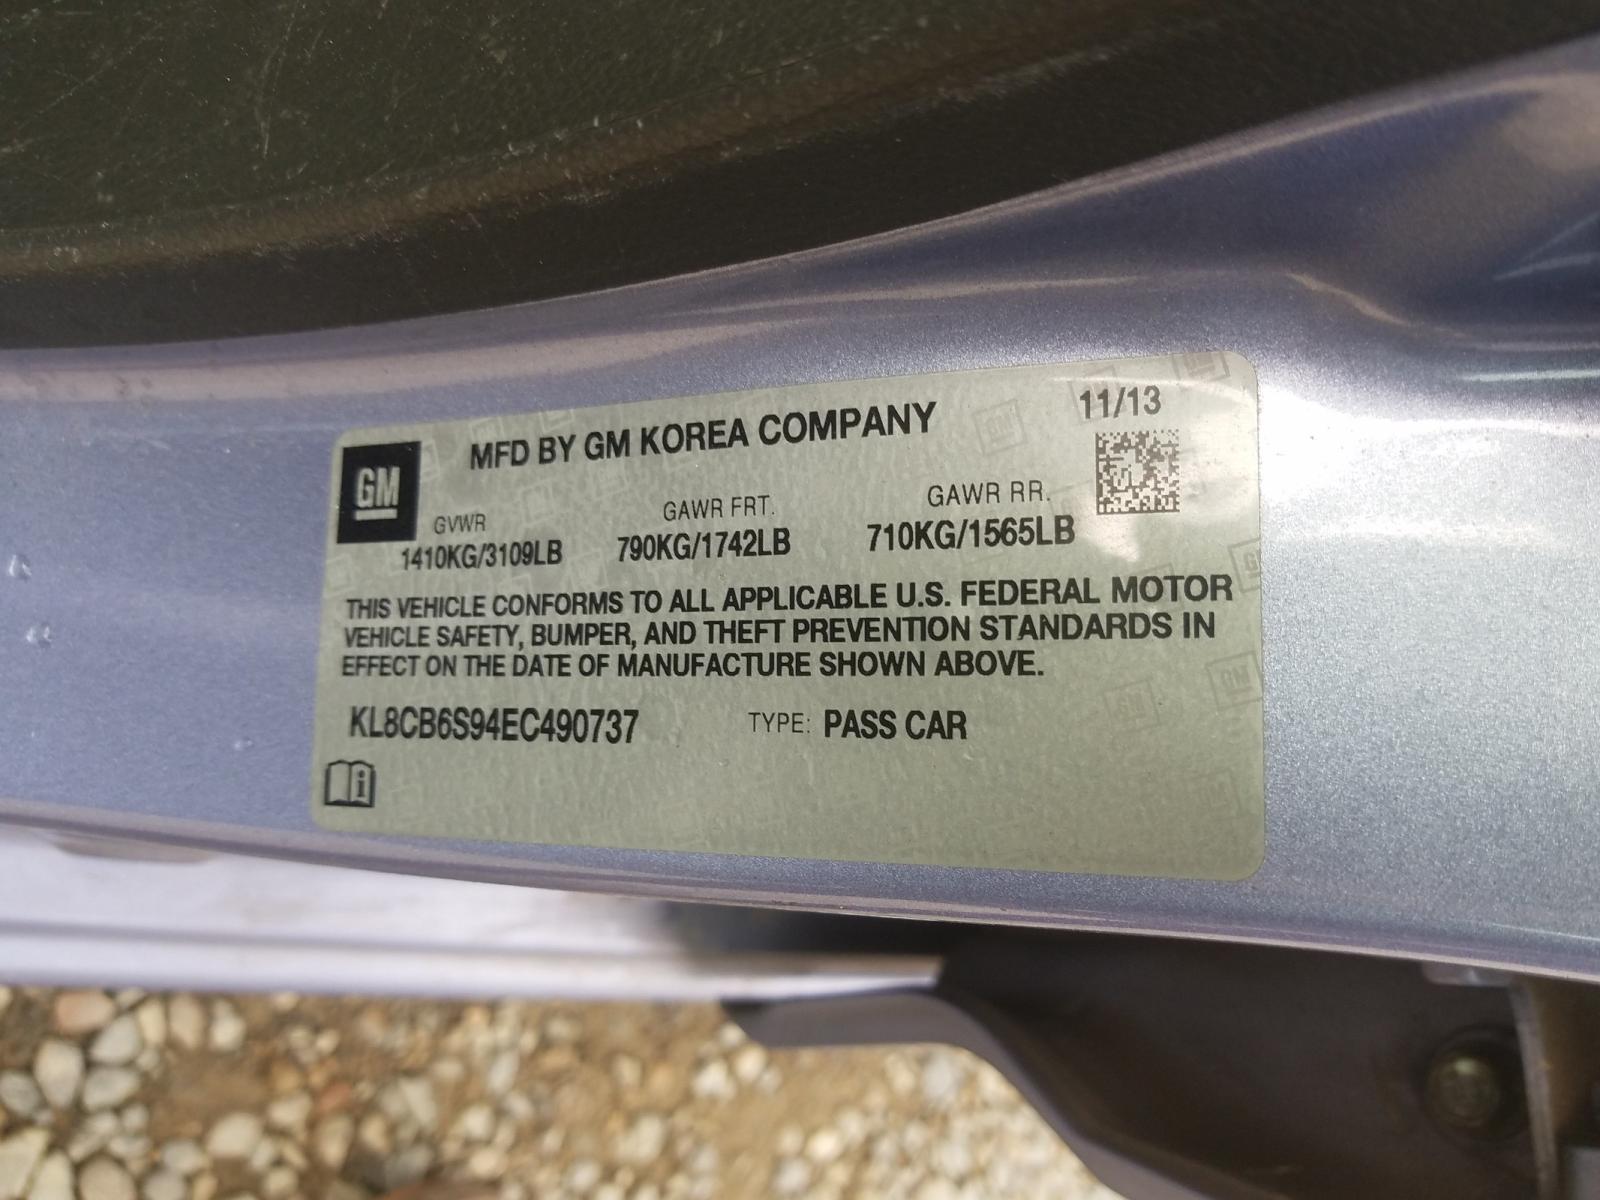 11/13
MFD BY GM KOREA COMPANY
GM
GVWR GAWR FRT. GAWR RR.
1410KG/3109LB 790KG/1742LB 710KG/1565LB
THIS VEHICLE CONFORMS TO ALL APPLICABLE U.S. FEDERAL MOTOR
VEHICLE SAFETY, BUMPER, AND THEFT PREVENTION STANDARDS IN
EFFECT ON THE DATE OF MANUFACTURE SHOWN ABOVE.
KL8CB6S94EC490737 TYPE: PASS CAR